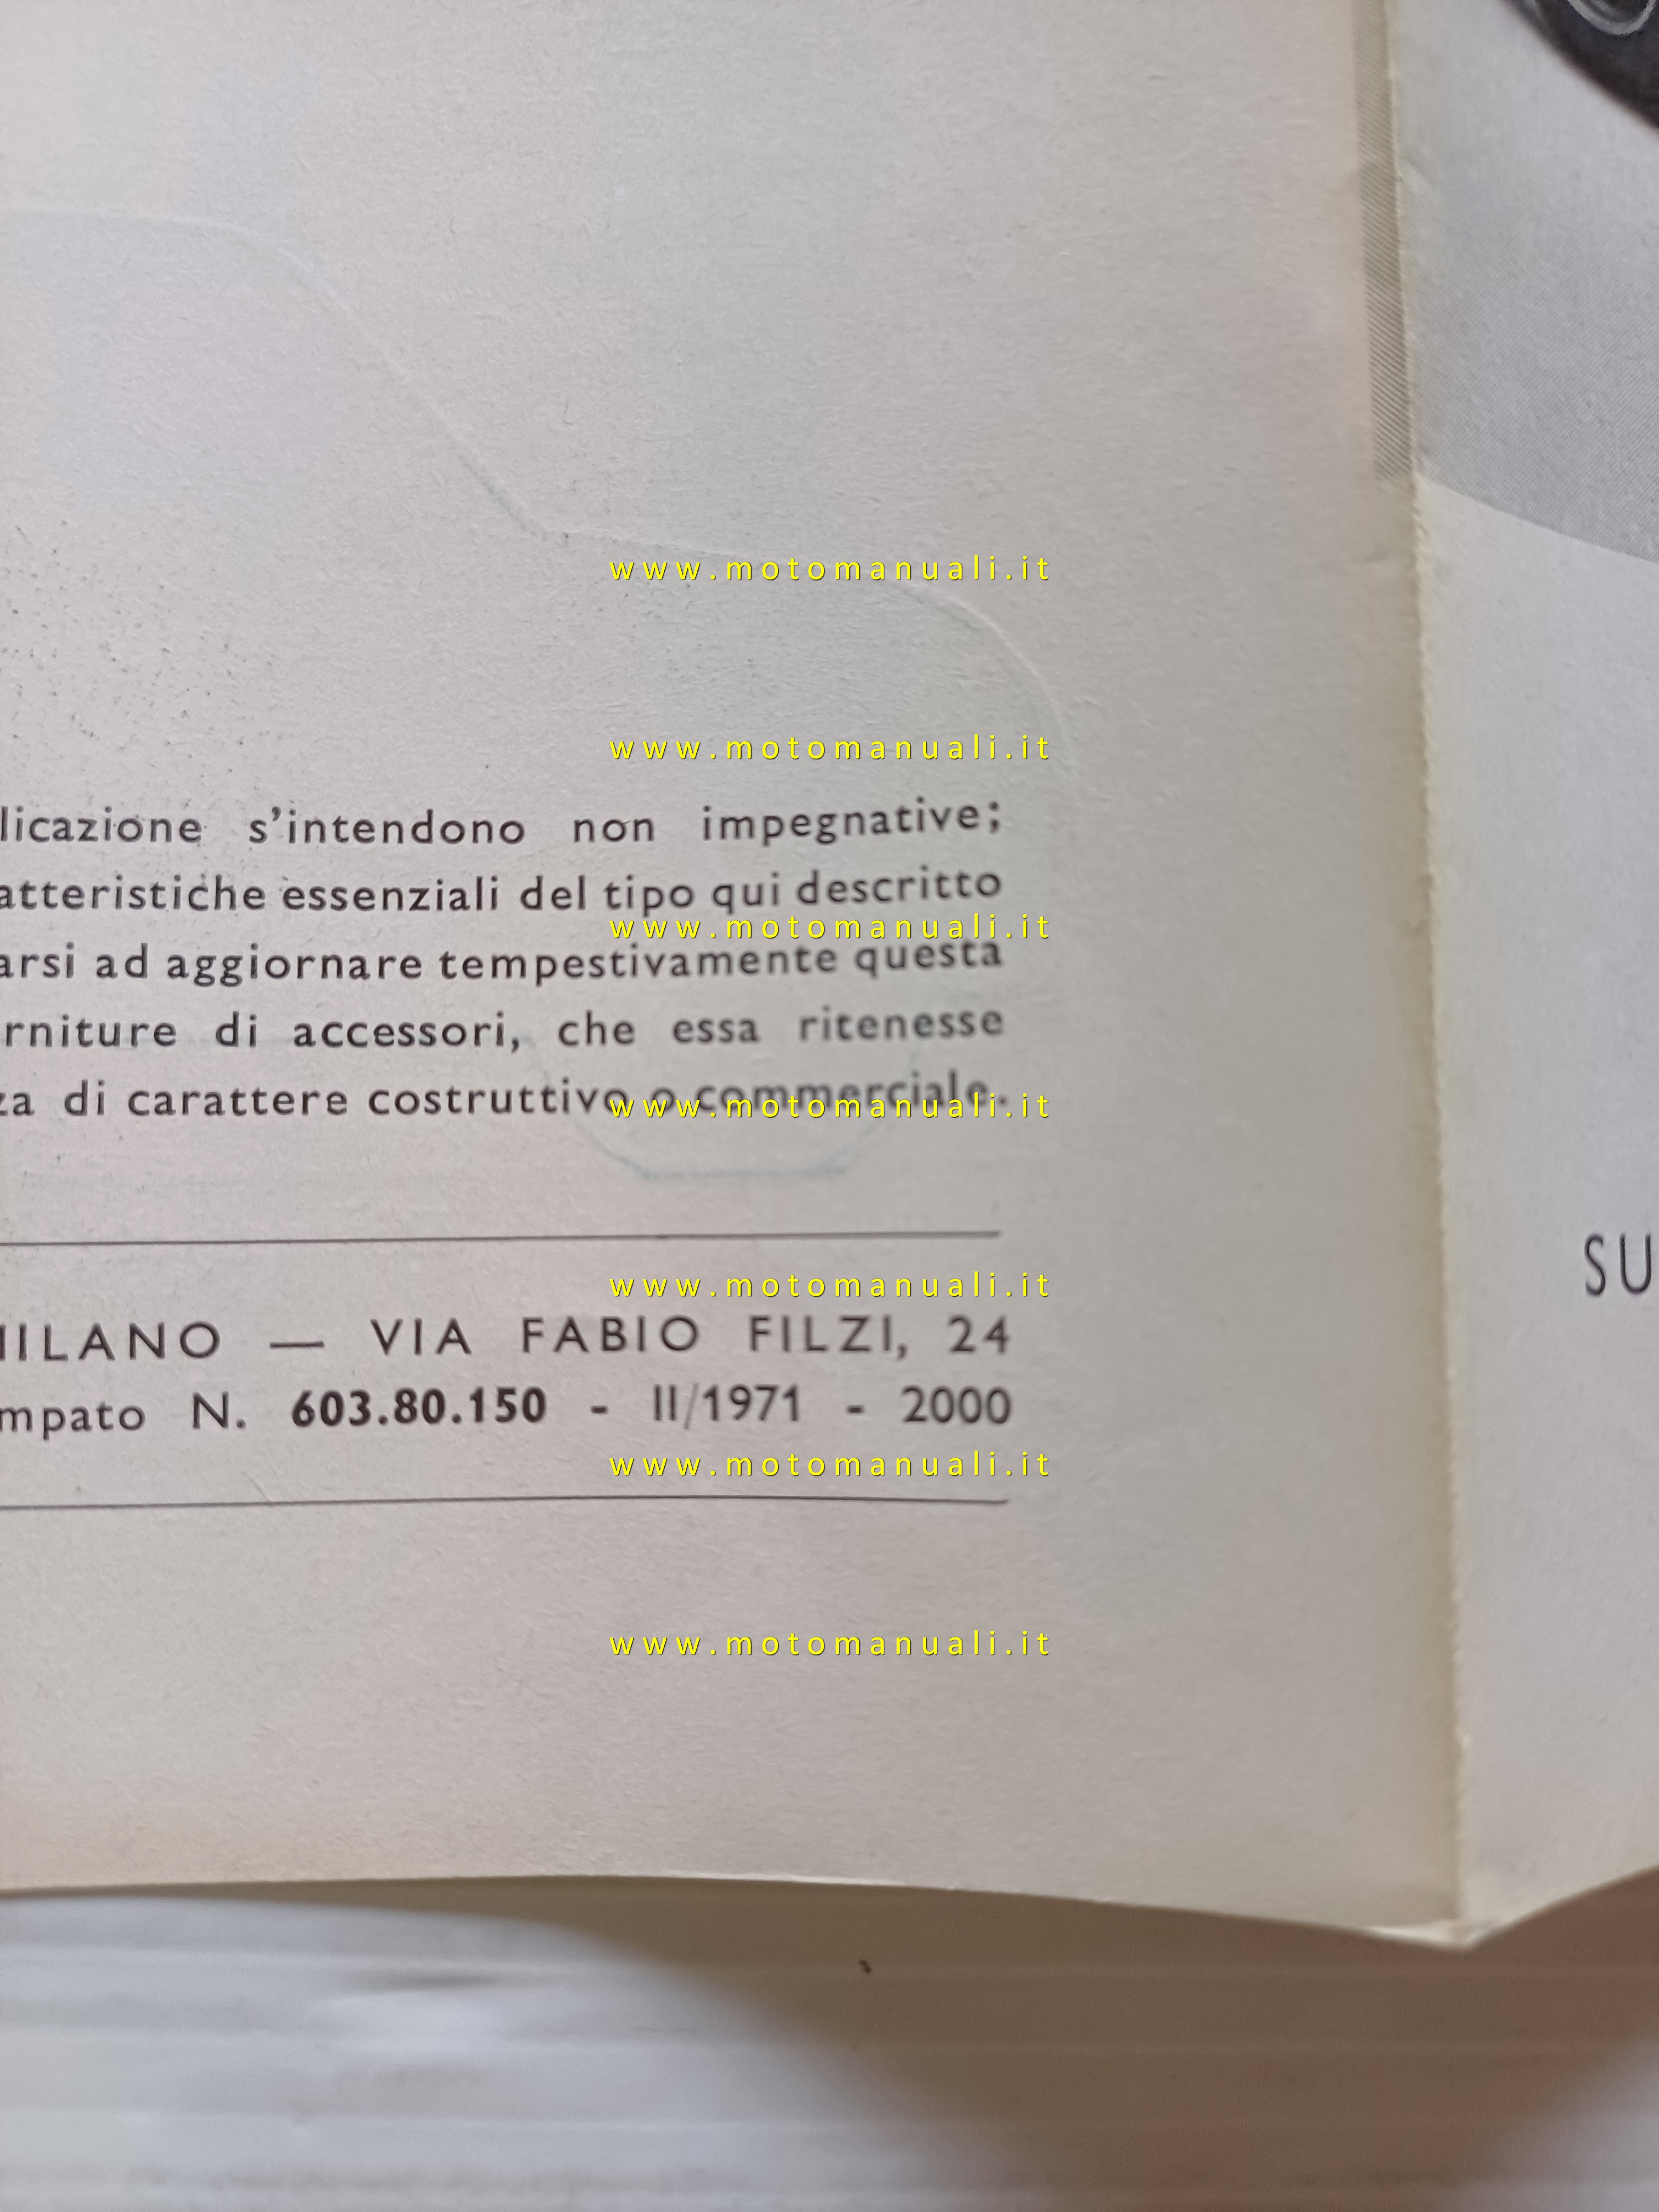 www.motomanuali.it
www.motomanuali.it
licazione s'intendono non impegnative;
atteristiche essenziali del tipo qui descritto
www.motomanuali.it
arsi ad aggiornare tempestivamente questa
rniture di accessori, che essa ritenesse
za di carattere costruttivo o commerciale.
www.motomanuali.it
SU
www.motomanuali.it
MILANO — VIA FABIO FILZI, 24
mpato N. 603.80.150 - II/1971 - 2000
www.motomanuali.it
www.motomanuali.it